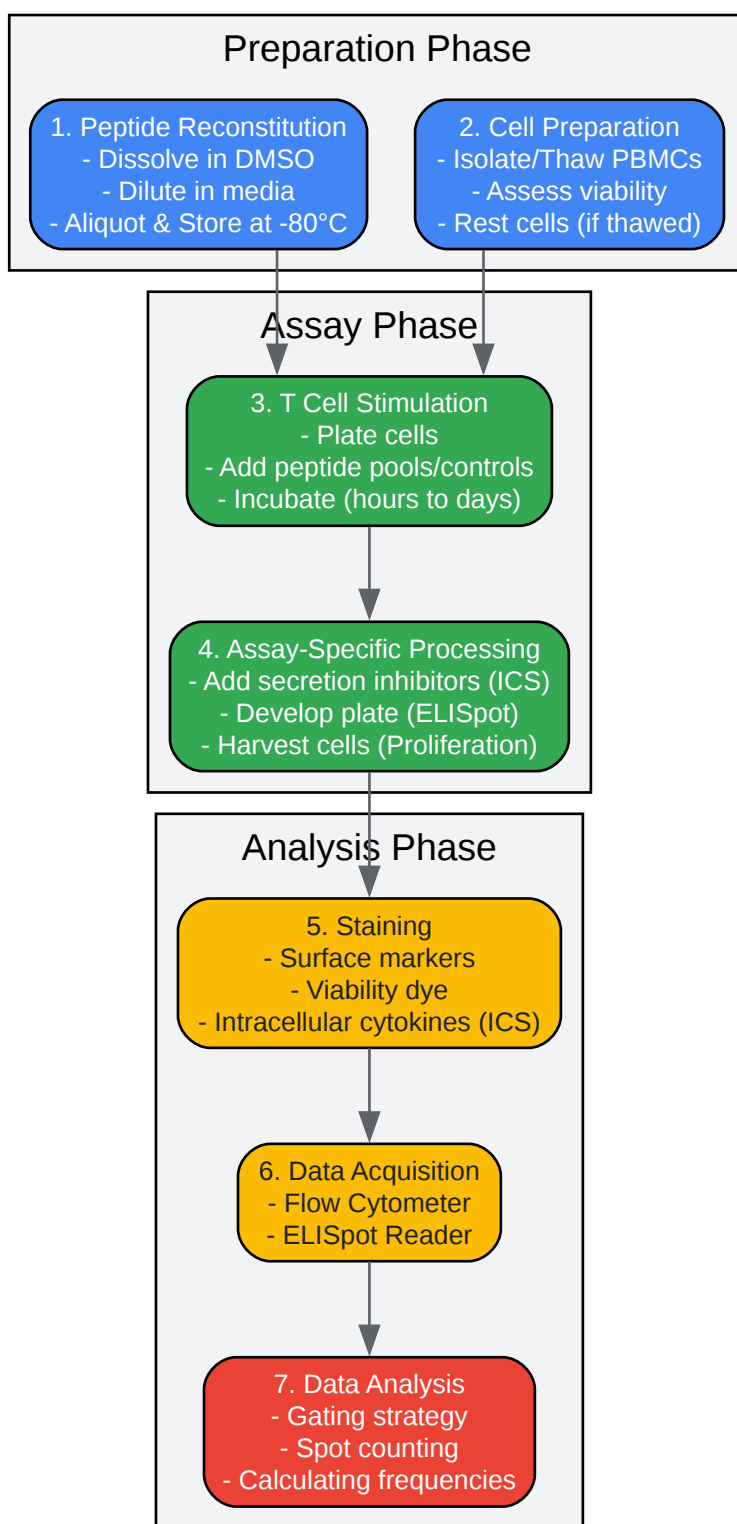 Preparation Phase
1. Peptide Reconstitution
- Dissolve in DMSO
- Dilute in media
- Aliquot & Store at -80°C
2. Cell Preparation
- Isolate/Thaw PBMCs
- Assess viability
- Rest cells (if thawed)
Assay Phase
3. T Cell Stimulation
- Plate cells
- Add peptide pools/controls
- Incubate (hours to days)
4. Assay-Specific Processing
- Add secretion inhibitors (ICS)
- Develop plate (ELISpot)
- Harvest cells (Proliferation)
Analysis Phase
5. Staining
- Surface markers
- Viability dye
- Intracellular cytokines (ICS)
6. Data Acquisition
- Flow Cytometer
- ELISpot Reader
7. Data Analysis
- Gating strategy
- Spot counting
- Calculating frequencies